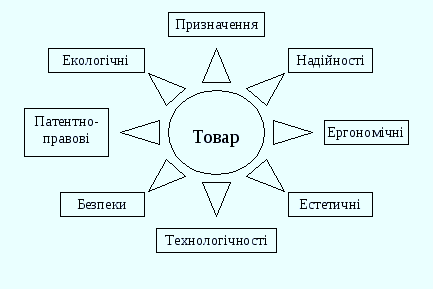 Призначення
Екологічні
Надійності
Патентно-
правові
Товар
Ергономічні
Безпеки
Естетичні
Технологічності